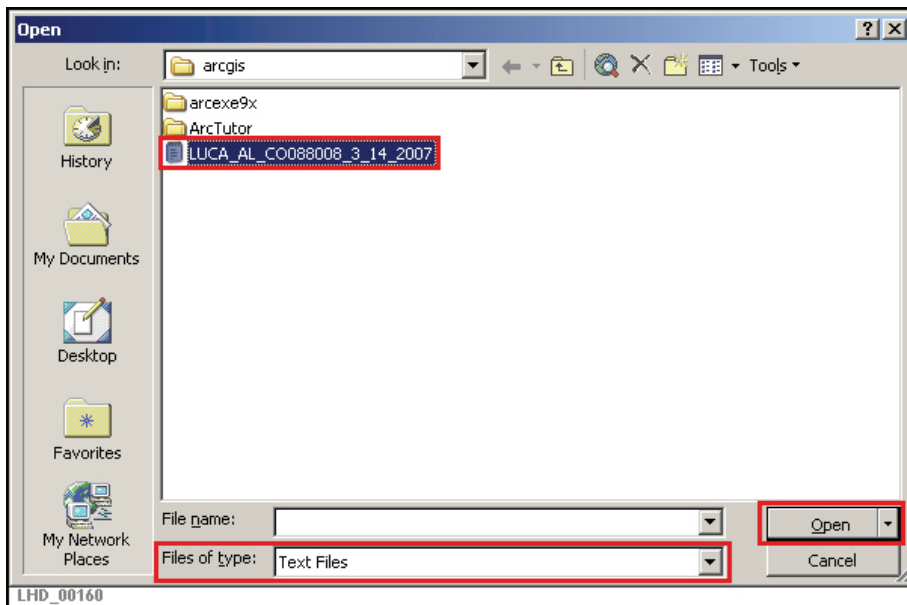 Open
Look in:
arcgis
Tools
arcexe9x
ArcTutor
LUCA_AL_CO088008_3_14_2007
History
My Documents
Desktop
Favorites
My Network
Places
File name:
Open
Files of type:
Text Files
Cancel
LHD_00160